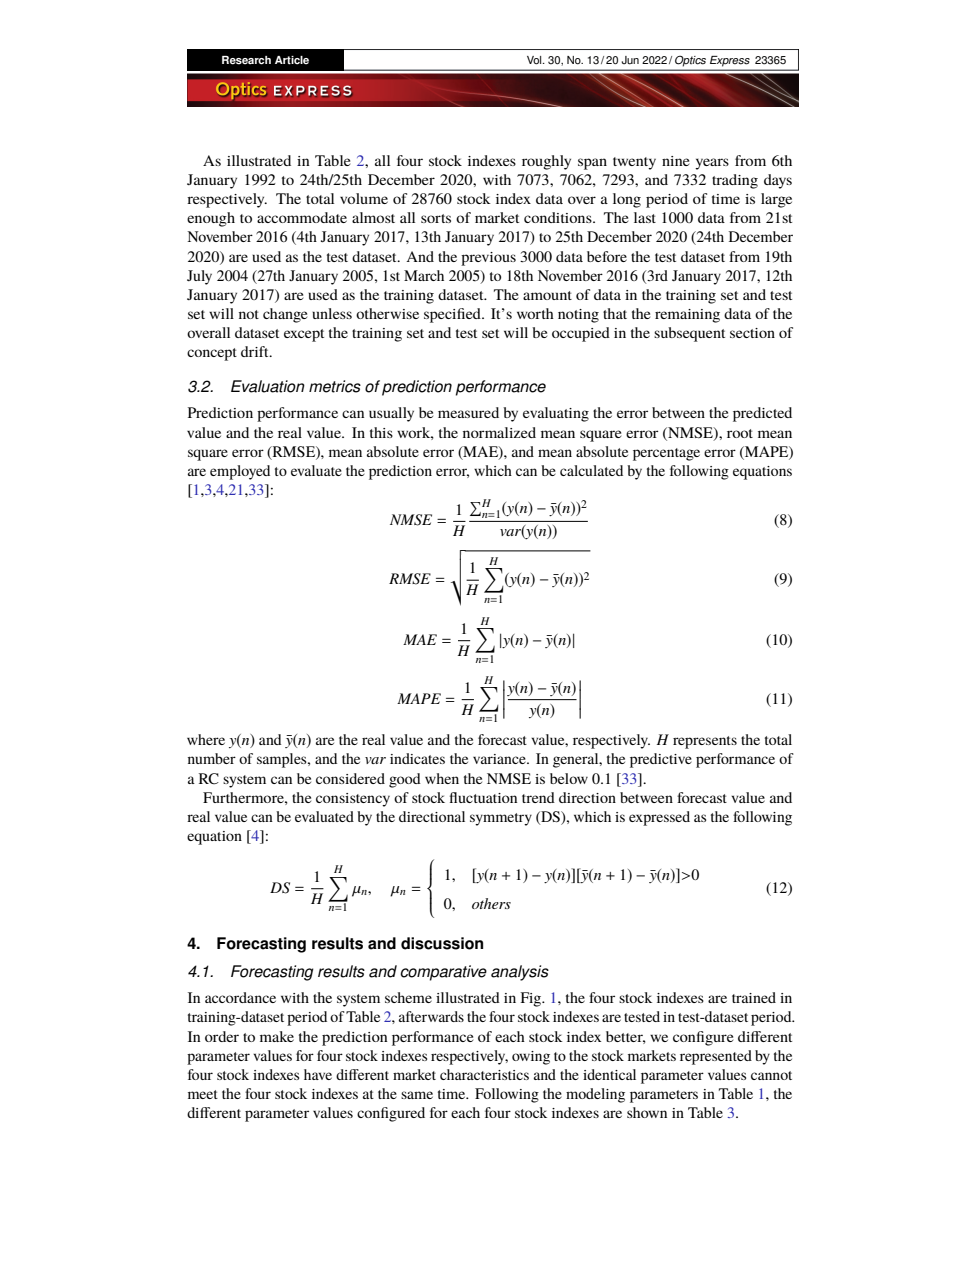 Research Article
Vol. 30, No. 13 / 20 Jun 2022 / Optics Express 23365
Optics EXPRESS
As illustrated in Table 2, all four stock indexes roughly span twenty nine years from 6th
January 1992 to 24th/25th December 2020, with 7073, 7062, 7293, and 7332 trading days
respectively. The total volume of 28760 stock index data over a long period of time is large
enough to accommodate almost all sorts of market conditions. The last 1000 data from 21st
November 2016 (4th January 2017, 13th January 2017) to 25th December 2020 (24th December
2020) are used as the test dataset. And the previous 3000 data before the test dataset from 19th
July 2004 (27th January 2005, 1st March 2005) to 18th November 2016 (3rd January 2017, 12th
January 2017) are used as the training dataset. The amount of data in the training set and test
set will not change unless otherwise specified. It's worth noting that the remaining data of the
overall dataset except the training set and test set will be occupied in the subsequent section of
concept drift.
3.2. Evaluation metrics of prediction performance
Prediction performance can usually be measured by evaluating the error between the predicted
value and the real value. In this work, the normalized mean square error (NMSE), root mean
square error (RMSE), mean absolute error (MAE), and mean absolute percentage error (MAPE)
are employed to evaluate the prediction error, which can be calculated by the following equations
[1,3,4,21,33]:
NMSE = \frac{1}{H} \frac{\sum_{n=1}^{H} (y(n) − ȳ(n))^2}{var(y(n))} (8)
RMSE = \sqrt{\frac{1}{H} \sum_{n=1}^{H} (y(n) − ȳ(n))^2} (9)
MAE = \frac{1}{H} \sum_{n=1}^{H} |y(n) − ȳ(n)| (10)
MAPE = \frac{1}{H} \sum_{n=1}^{H} \left| \frac{y(n) − ȳ(n)}{y(n)} \right| (11)
where y(n) and ȳ(n) are the real value and the forecast value, respectively. H represents the total
number of samples, and the var indicates the variance. In general, the predictive performance of
a RC system can be considered good when the NMSE is below 0.1 [33].
Furthermore, the consistency of stock fluctuation trend direction between forecast value and
real value can be evaluated by the directional symmetry (DS), which is expressed as the following
equation [4]:
DS = \frac{1}{H} \sum_{n=1}^{H} μ_n, μ_n = \begin{cases} 1, & [y(n + 1) − y(n)][ȳ(n + 1) − ȳ(n)]>0 \\ 0, & others \end{cases} (12)
4. Forecasting results and discussion
4.1. Forecasting results and comparative analysis
In accordance with the system scheme illustrated in Fig. 1, the four stock indexes are trained in
training-dataset period of Table 2, afterwards the four stock indexes are tested in test-dataset period.
In order to make the prediction performance of each stock index better, we configure different
parameter values for four stock indexes respectively, owing to the stock markets represented by the
four stock indexes have different market characteristics and the identical parameter values cannot
meet the four stock indexes at the same time. Following the modeling parameters in Table 1, the
different parameter values configured for each four stock indexes are shown in Table 3.